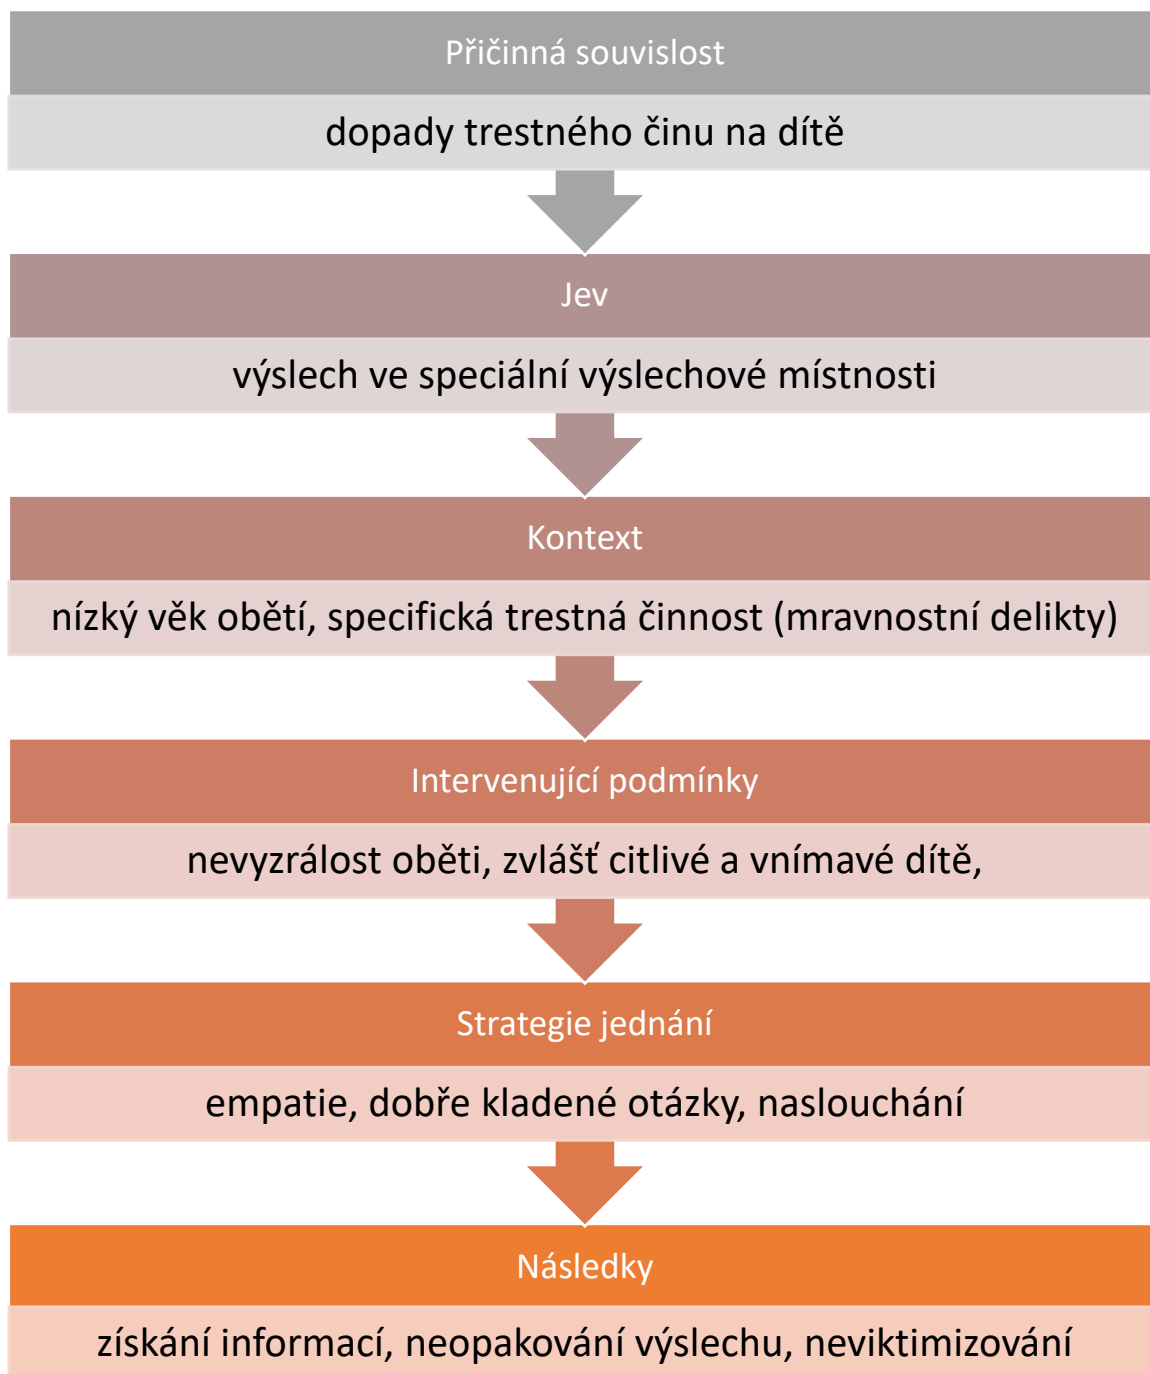 Přičinná souvislost
dopady trestného činu na dítě
Jev
výslech ve speciální výslechové místnosti
Kontext
nízký věk obětí, specifická trestná činnost (mravnostní delikty)
Intervenující podmínky
nevyzrálost oběti, zvlášť citlivé a vnímavé dítě,
Strategie jednání
empatie, dobře kladené otázky, naslouchání
Následky
získání informací, neopakování výslechu, neviktimizování